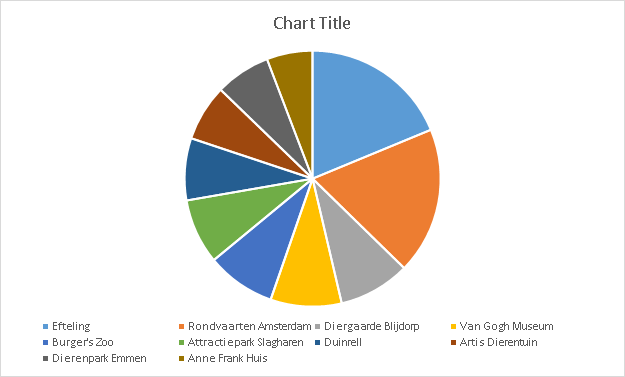 Chart Title
Efteling Rondvaarten Amsterdam Diergaarde Blijdorp Van Gogh Museum
Burger's Zoo Attractiepark Slagharen Duinrell Artis Dierentuin
Dierenpark Emmen Anne Frank Huis